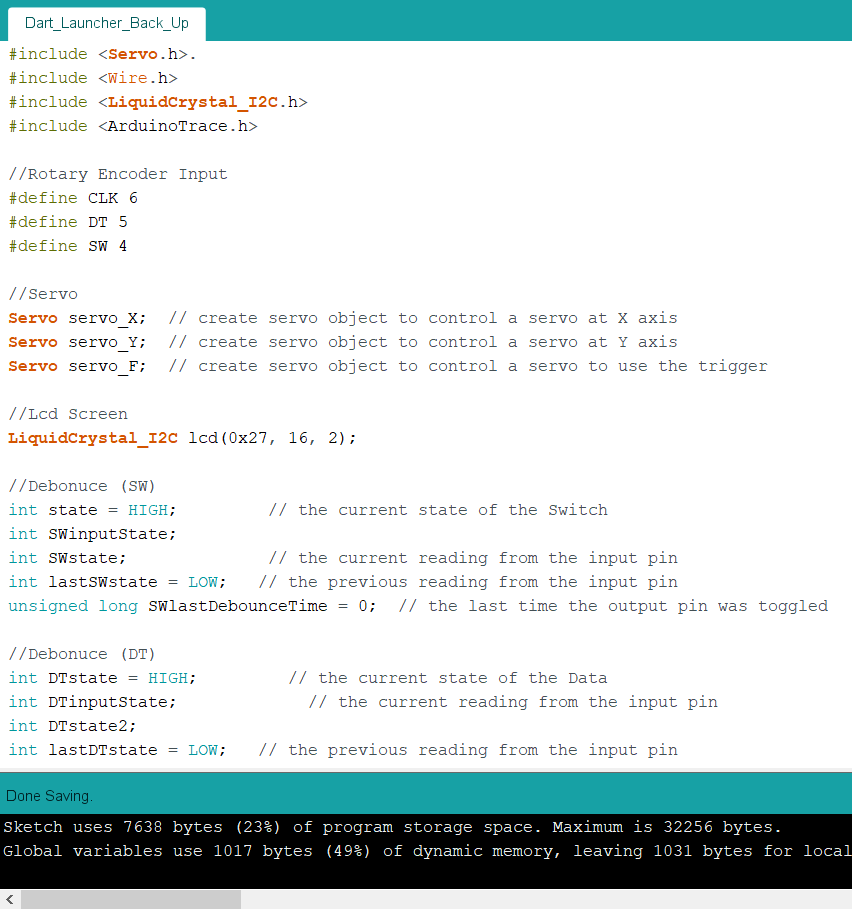 Dart_Launcher_Back_Up
#include <Servo.h>.
#include <Wire.h>
#include <LiquidCrystal_I2C.h>
#include <ArduinoTrace.h>
//Rotary Encoder Input
#define CLK 6
#define DT 5
#define SW 4
//Servo
Servo servo_X;  // create servo object to control a servo at X axis
Servo servo_Y;  // create servo object to control a servo at Y axis
Servo servo_F;  // create servo object to control a servo to use the trigger
//Lcd Screen
LiquidCrystal_I2C lcd(0x27, 16, 2);
//Debonuce (SW)
int state = HIGH;         // the current state of the Switch
int SWinputState;
int SWstate;              // the current reading from the input pin
int lastSWstate = LOW;   // the previous reading from the input pin
unsigned long SWlastDebounceTime = 0;  // the last time the output pin was toggled
//Debonuce (DT)
int DTstate = HIGH;         // the current state of the Data
int DTinputState;             // the current reading from the input pin
int DTstate2;
int lastDTstate = LOW;   // the previous reading from the input pin
Done Saving.
Sketch uses 7638 bytes (23%) of program storage space. Maximum is 32256 bytes.
Global variables use 1017 bytes (49%) of dynamic memory, leaving 1031 bytes for local